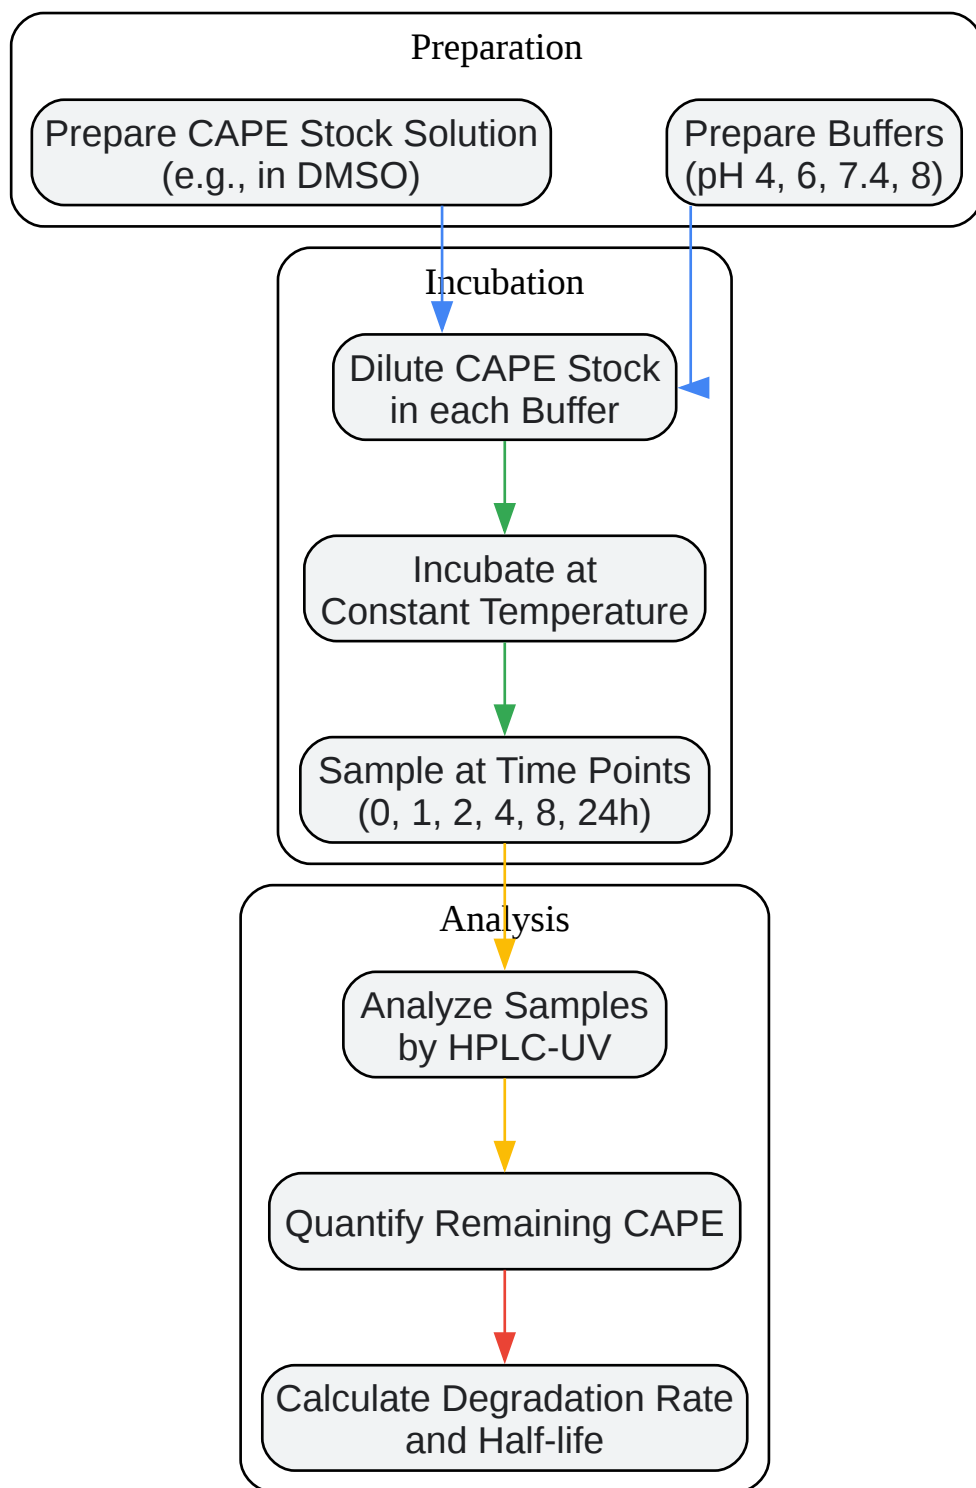 Preparation
Prepare CAPE Stock Solution
(e.g., in DMSO)
Prepare Buffers
(pH 4, 6, 7.4, 8)
Incubation
Dilute CAPE Stock
in each Buffer
Incubate at
Constant Temperature
Sample at Time Points
(0, 1, 2, 4, 8, 24h)
Analysis
Analyze Samples
by HPLC-UV
Quantify Remaining CAPE
Calculate Degradation Rate
and Half-life